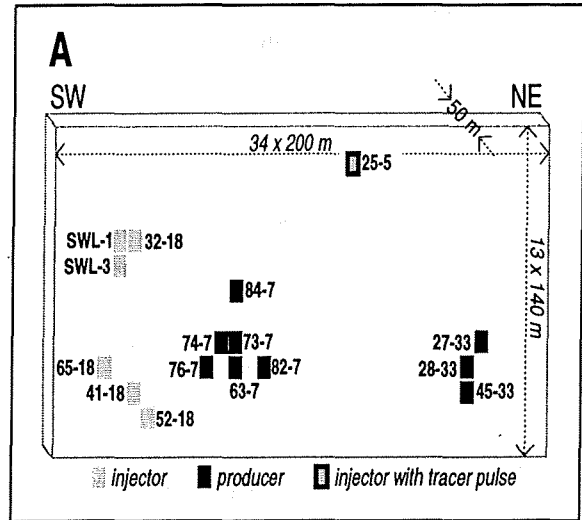 A
SW NE
50 m
34 x 200 m
25-5
13 x 140 m
SWL-1 32-18
SWL-3
84-7
74-7 73-7 27-33
65-18 76-7 82-7 28-33
41-18 63-7 45-33
52-18
injector producer injector with tracer pulse